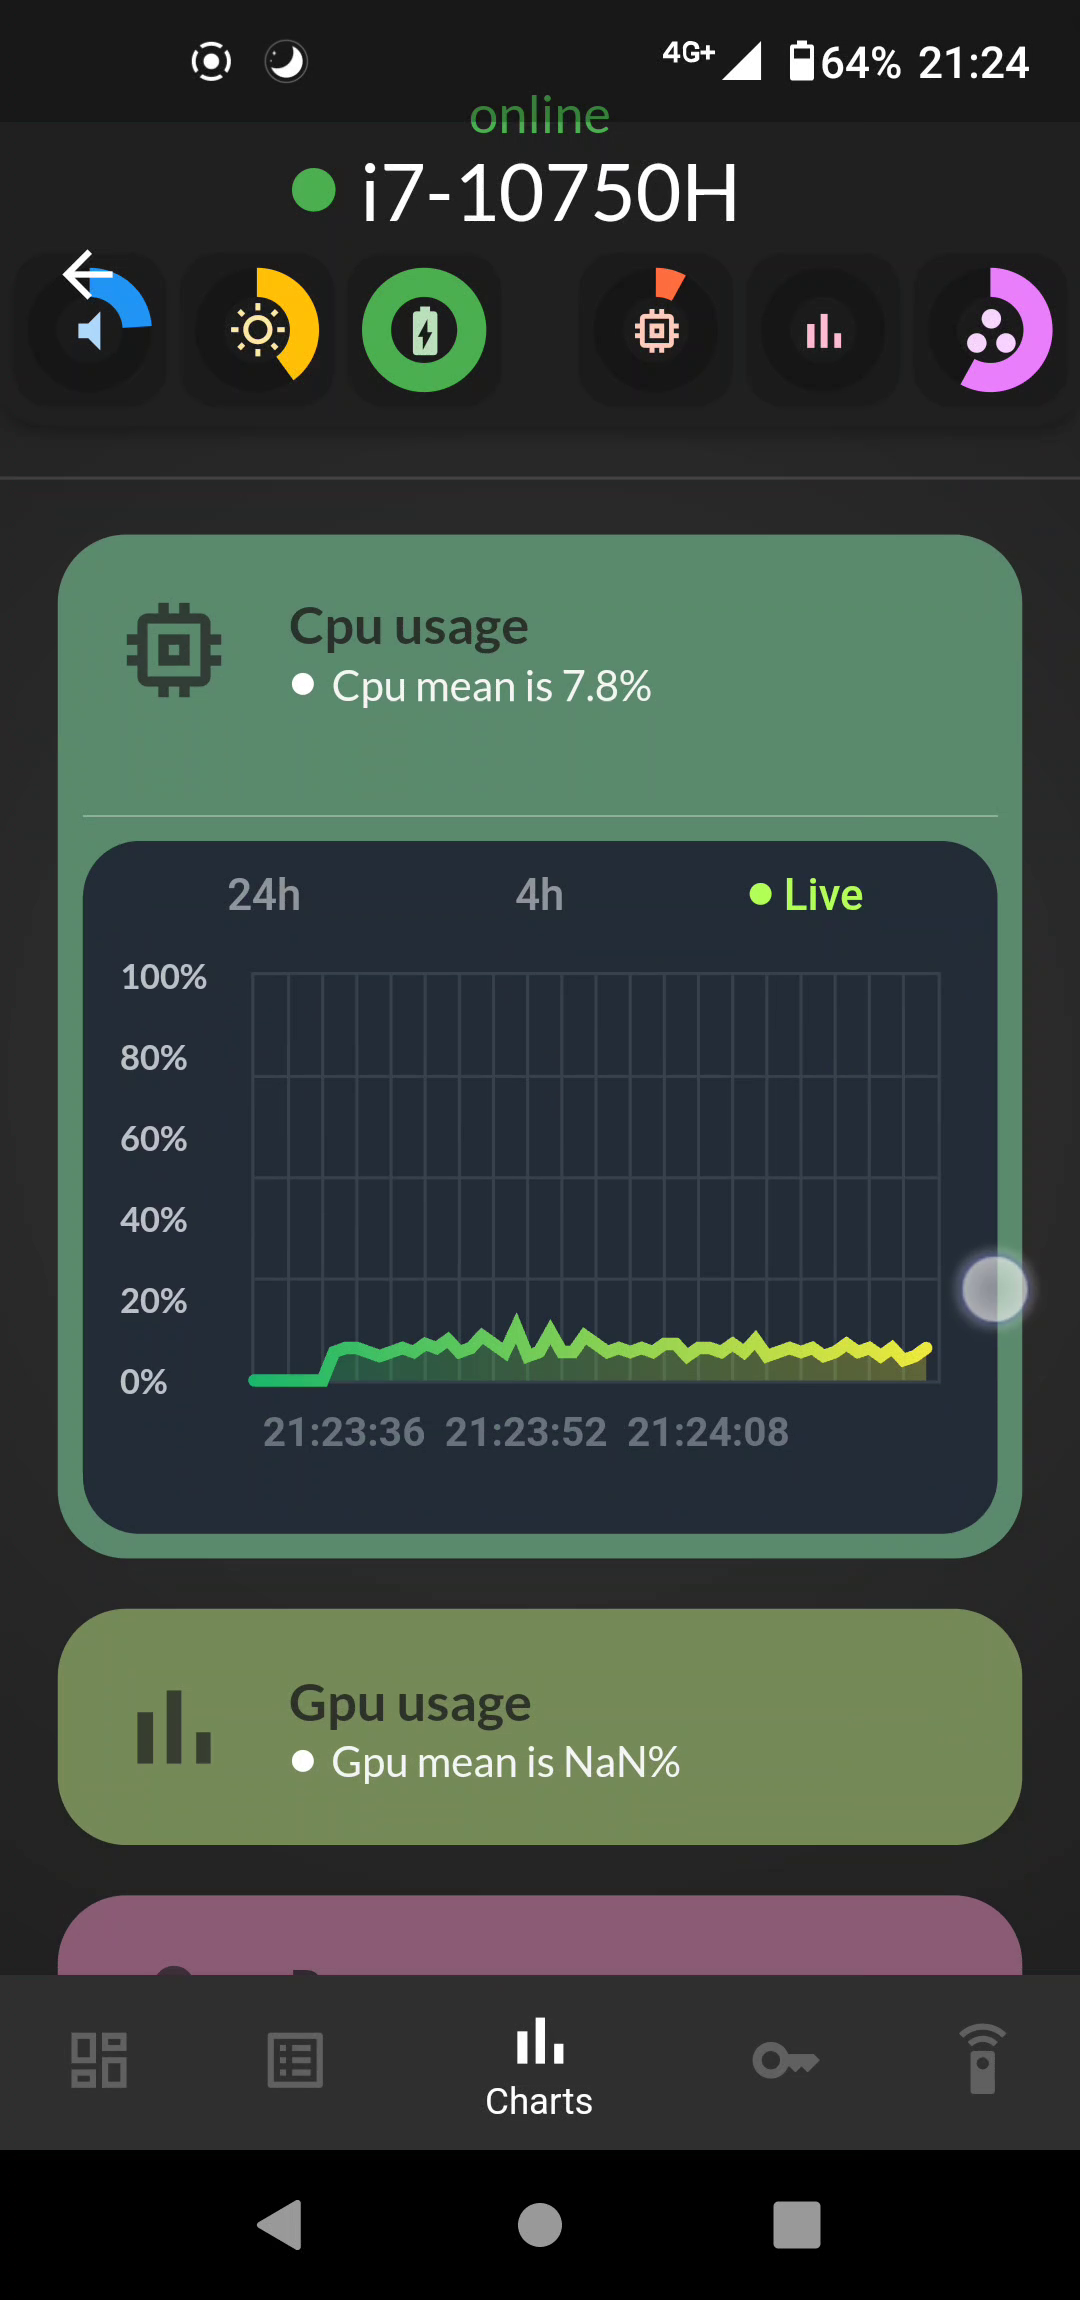 4G+ 64% 21:24
online
i7-10750H
Cpu usage
Cpu mean is 7.8%
24h 4h Live
100%
80%
60%
40%
20%
0%
21:23:36 21:23:52 21:24:08
Gpu usage
Gpu mean is NaN%
Charts